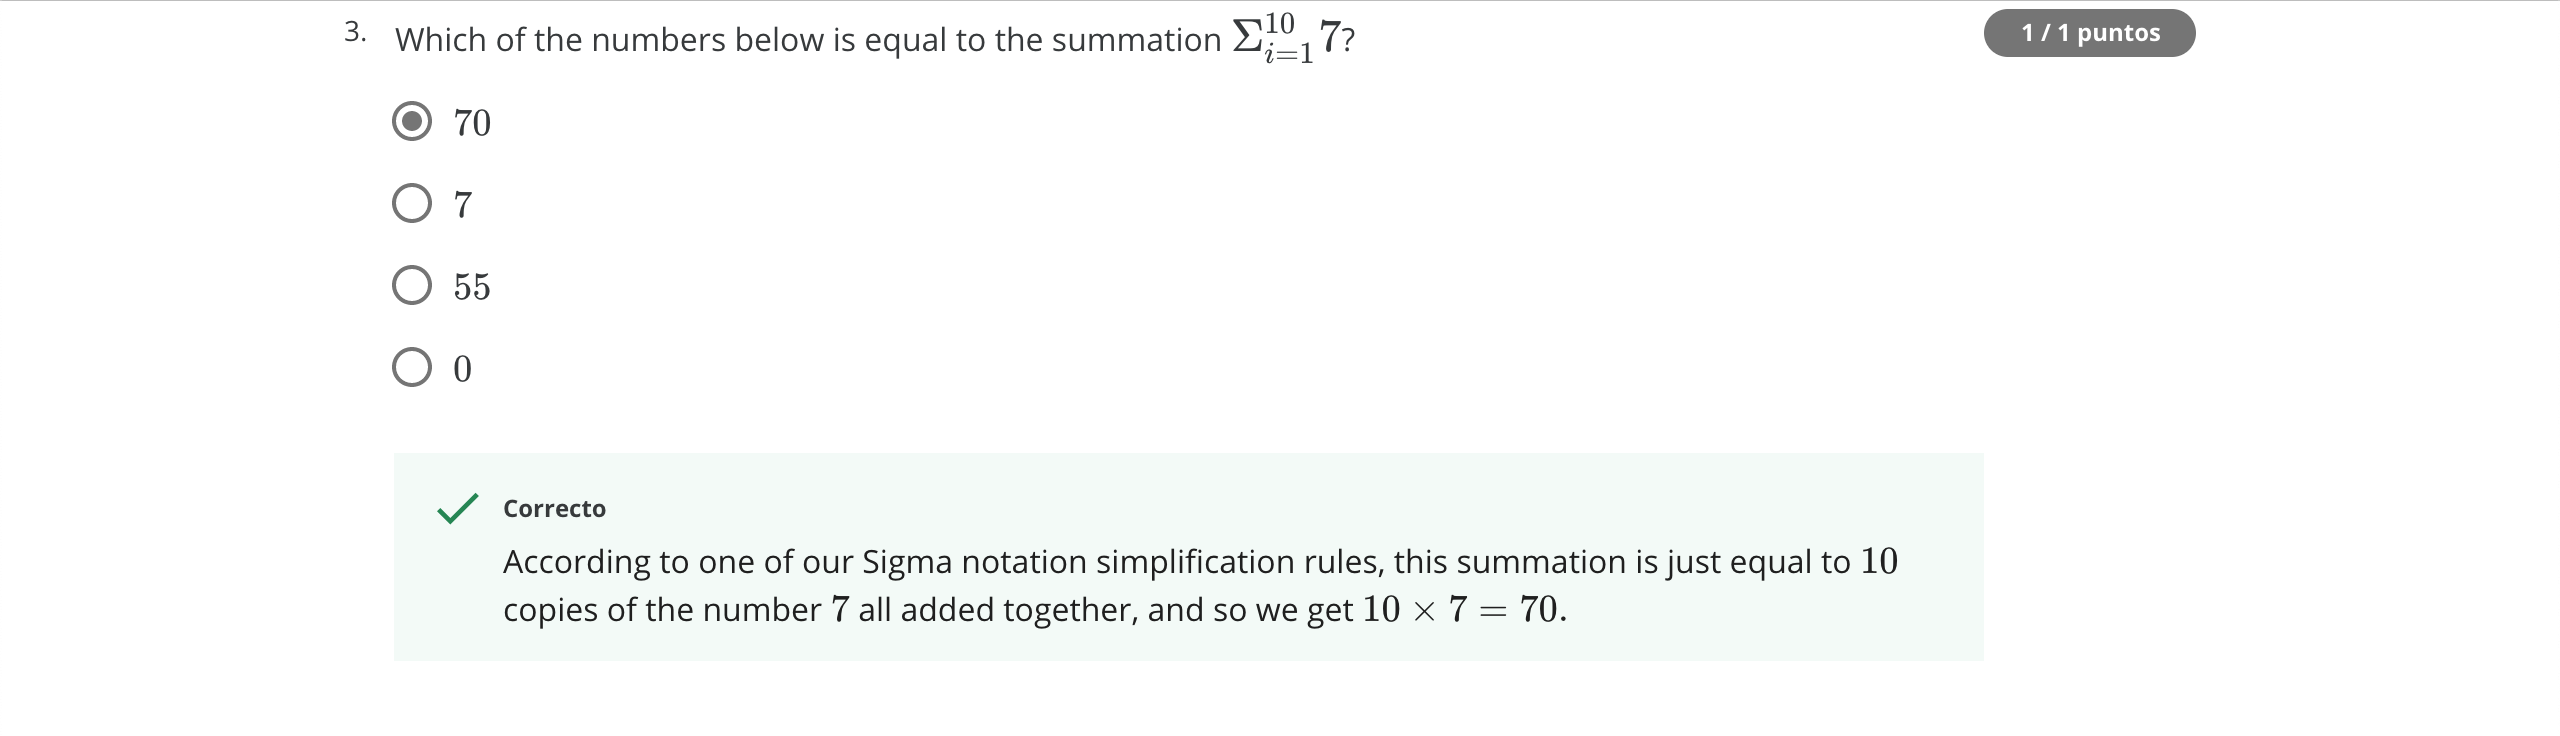 3. Which of the numbers below is equal to the summation $\Sigma_{i=1}^{10} 7$?
1 / 1 puntos
70
7
55
0
Correcto
According to one of our Sigma notation simplification rules, this summation is just equal to 10
copies of the number 7 all added together, and so we get 10 × 7 = 70.